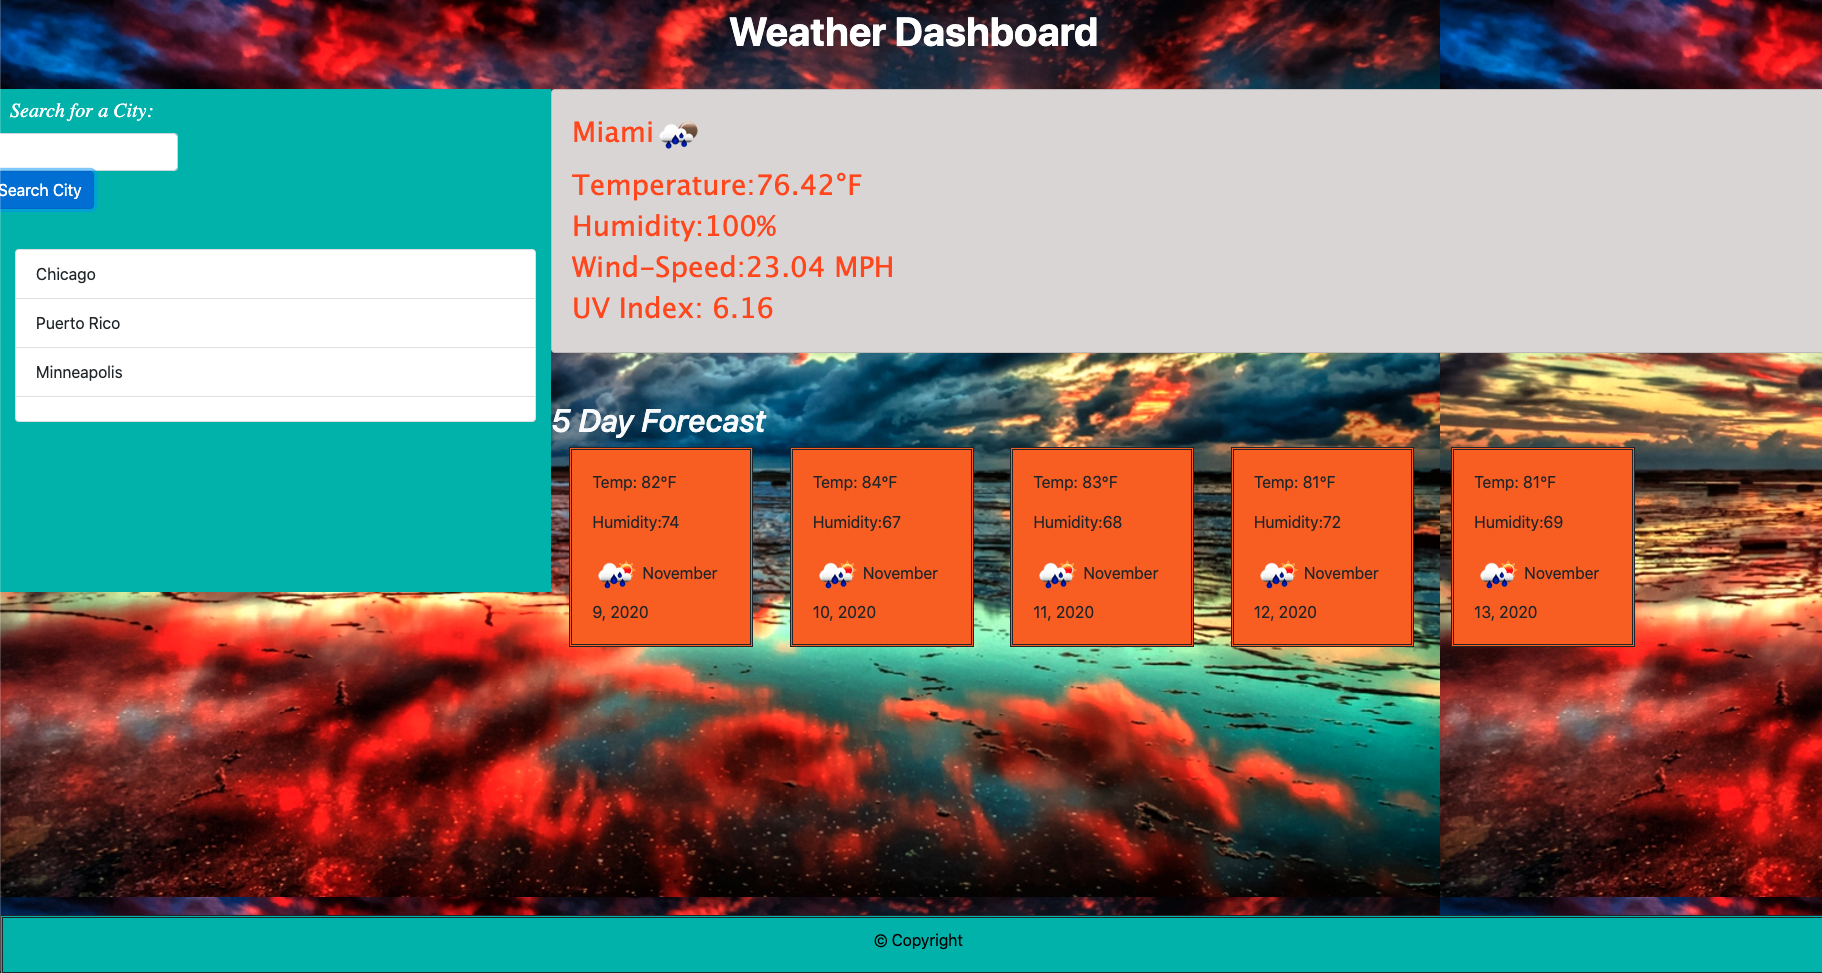 Weather Dashboard
Search for a City:
Search City
Chicago
Puerto Rico
Minneapolis
Miami
Temperature:76.42°F
Humidity:100%
Wind-Speed:23.04 MPH
UV Index: 6.16
5 Day Forecast
Temp: 82°F
Humidity:74
November
9, 2020
Temp: 84°F
Humidity:67
November
10, 2020
Temp: 83°F
Humidity:68
November
11, 2020
Temp: 81°F
Humidity:72
November
12, 2020
Temp: 81°F
Humidity:69
November
13, 2020
© Copyright